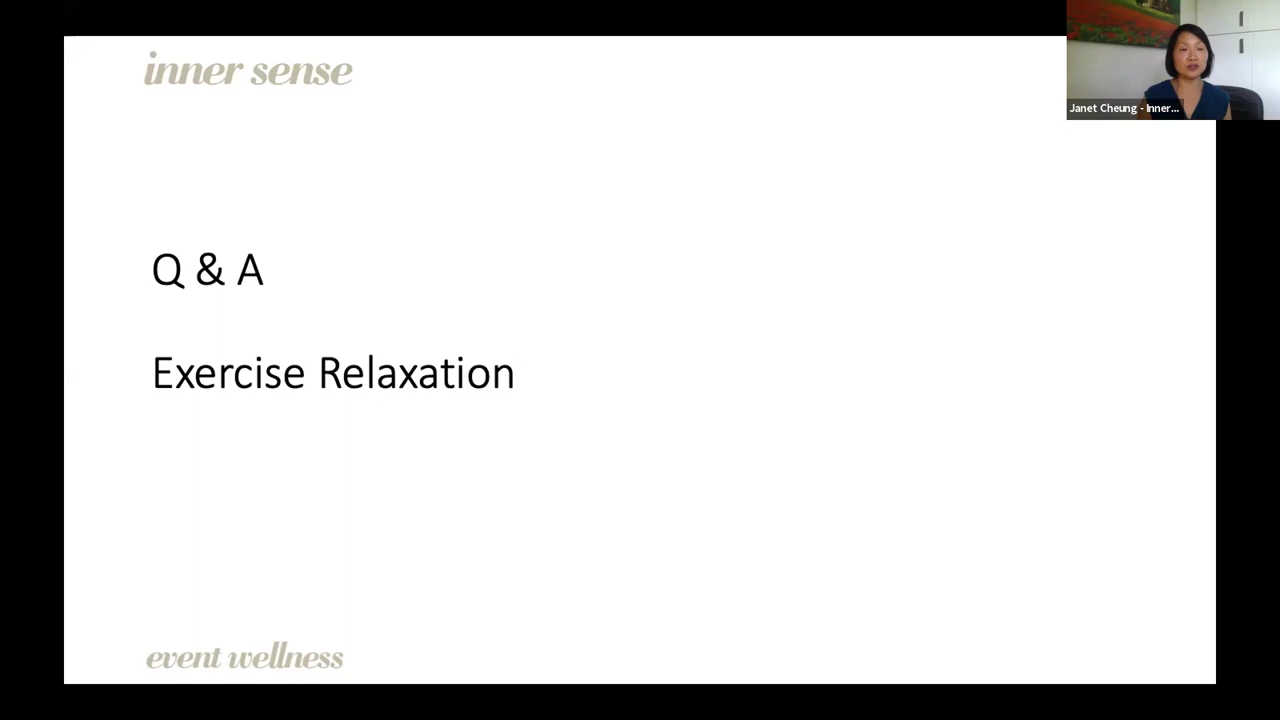 inner sense
Janet Cheung - Inner...
Q & A
Exercise Relaxation
event wellness